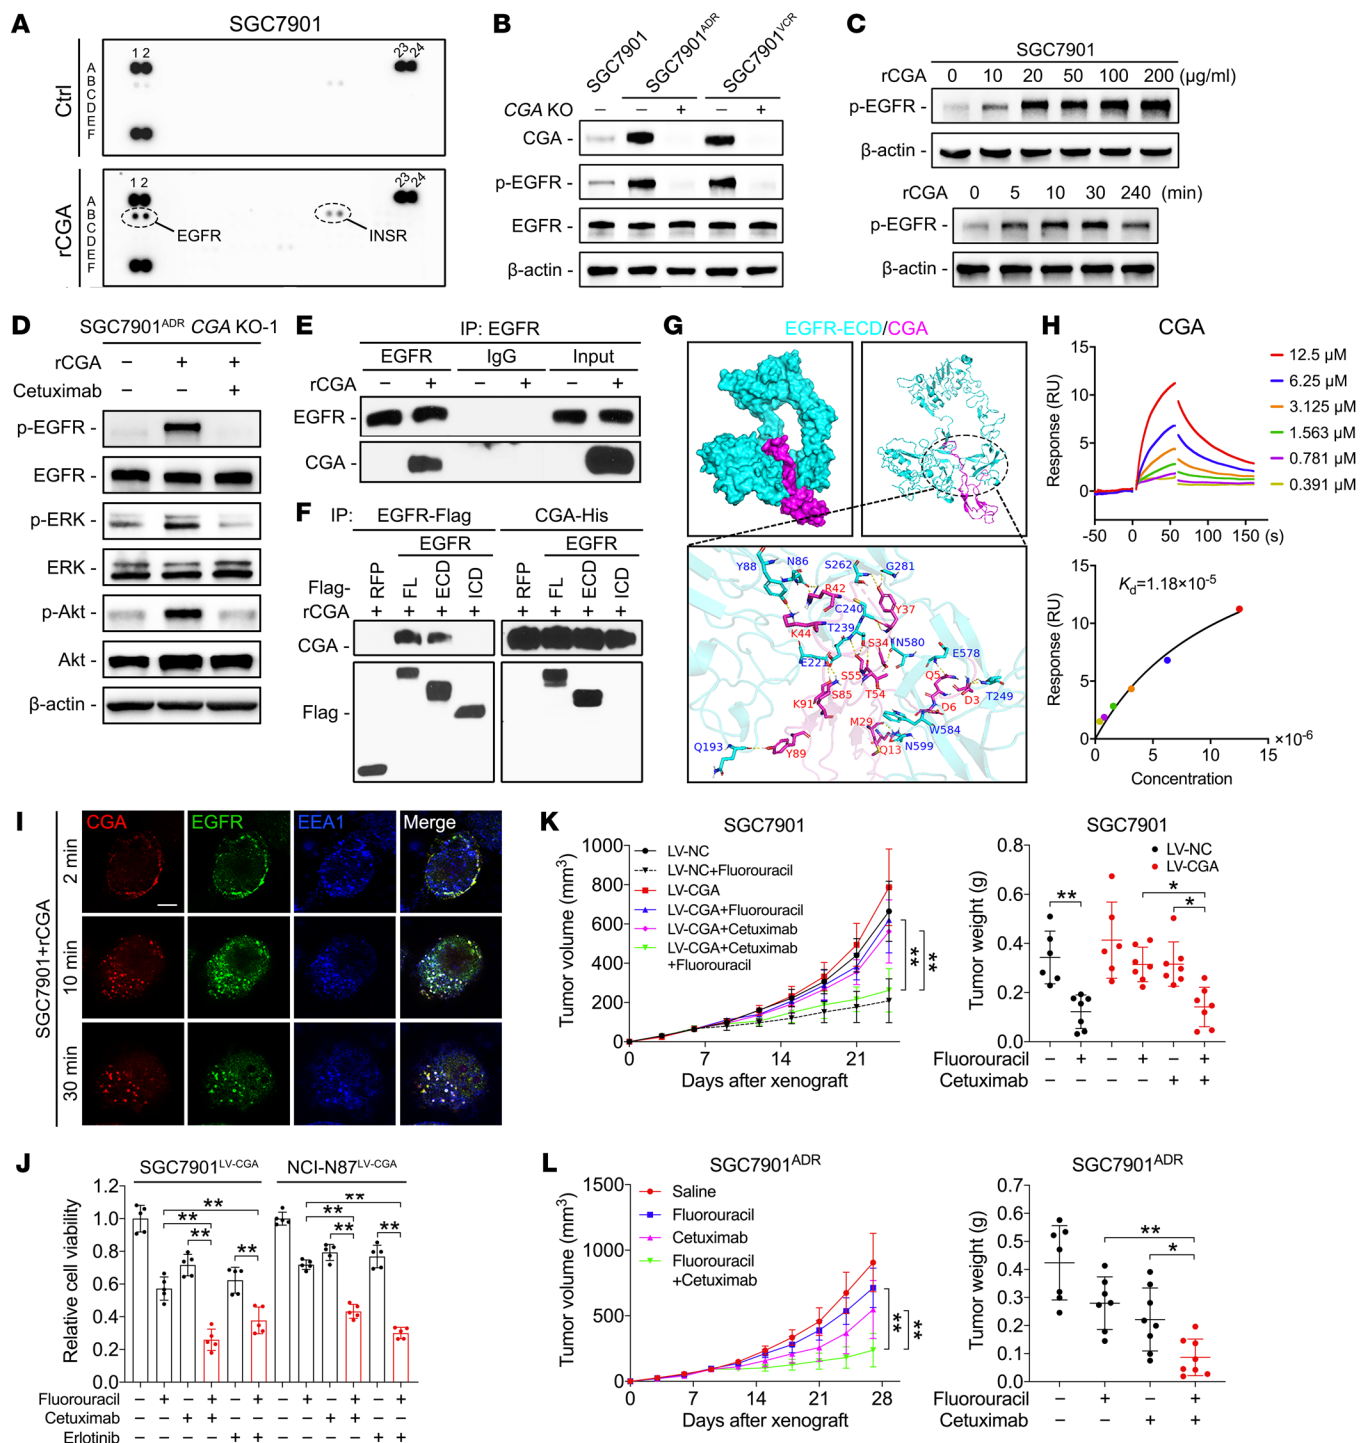 A
SGC7901
Ctrl
1 2
23 24
A
B
C
D
E
F
rCGA
1 2
23 24
A
B
C
D
E
F
EGFR
INSR
B
SGC7901
SGC7901ADR
SGC7901VCR
CGA KO
– – + – +
CGA -
p-EGFR -
EGFR -
β-actin -
C
SGC7901
rCGA 0 10 20 50 100 200 (µg/ml)
p-EGFR -
β-actin -
rCGA 0 5 10 30 240 (min)
p-EGFR -
β-actin -
D
SGC7901ADR CGA KO-1
rCGA – + +
Cetuximab – – +
p-EGFR -
EGFR -
p-ERK -
ERK -
p-Akt -
Akt -
β-actin -
E
IP: EGFR
EGFR IgG Input
rCGA – + – + – +
EGFR -
CGA -
F
IP: EGFR-Flag CGA-His
EGFR EGFR
Flag- RFP FL ECD ICD RFP FL ECD ICD
rCGA + + + + + + + +
CGA -
Flag -
G
EGFR-ECD/CGA
Y88
N86
S262
G281
R42
C240
Y37
K44
T239
S34
N580
E578
E221
S55
Q5
T249
S85
T54
D3
K91
D6
M29
W584
Q193
Y89
Q13
N599
H
CGA
Response (RU)
15
10
5
0
-50 0 50 100 150 (s)
12.5 µM
6.25 µM
3.125 µM
1.563 µM
0.781 µM
0.391 µM
Kd=1.18×10-5
Response (RU)
15
10
5
0
0 5 10 15 ×10-6
Concentration
I
CGA EGFR EEA1 Merge
SGC7901+rCGA
2 min
10 min
30 min
J
SGC7901LV-CGA NCI-N87LV-CGA
Relative cell viability
1.2
1.0
0.8
0.6
0.4
0.2
0.0
** ** ** **
** ** ** **
Fluorouracil – + – + – + – + – + – +
Cetuximab – – + + – – + +
Erlotinib + + + +
K
SGC7901
Tumor volume (mm3)
1000
800
600
400
200
0
0 7 14 21
Days after xenograft
LV-NC
LV-NC+Fluorouracil
LV-CGA
LV-CGA+Fluorouracil
LV-CGA+Cetuximab
LV-CGA+Cetuximab
+Fluorouracil
** **
SGC7901
LV-NC
LV-CGA
Tumor weight (g)
0.8
0.6
0.4
0.2
0.0
** * *
Fluorouracil – + – + – +
Cetuximab – – – – + +
L
SGC7901ADR
Tumor volume (mm3)
1500
1000
500
0
0 7 14 21 28
Days after xenograft
Saline
Fluorouracil
Cetuximab
Fluorouracil
+Cetuximab
** **
SGC7901ADR
Tumor weight (g)
0.7
0.6
0.5
0.4
0.3
0.2
0.1
0.0
** *
Fluorouracil – + – +
Cetuximab – – + +